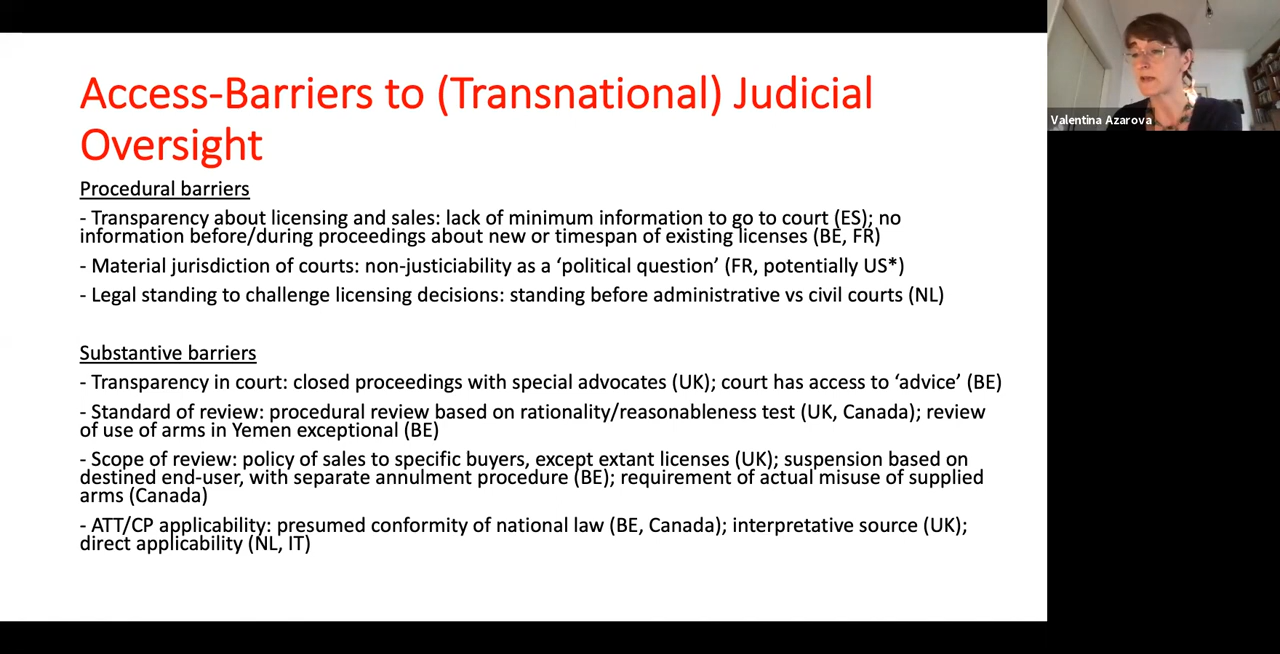 Access-Barriers to (Transnational) Judicial
Oversight
Valentina Azarova
Procedural barriers
- Transparency about licensing and sales: lack of minimum information to go to court (ES); no
information before/during proceedings about new or timespan of existing licenses (BE, FR)
- Material jurisdiction of courts: non-justiciability as a ‘political question’ (FR, potentially US*)
- Legal standing to challenge licensing decisions: standing before administrative vs civil courts (NL)
Substantive barriers
- Transparency in court: closed proceedings with special advocates (UK); court has access to ‘advice’ (BE)
- Standard of review: procedural review based on rationality/reasonableness test (UK, Canada); review
of use of arms in Yemen exceptional (BE)
- Scope of review: policy of sales to specific buyers, except extant licenses (UK); suspension based on
destined end-user, with separate annulment procedure (BE); requirement of actual misuse of supplied
arms (Canada)
- ATT/CP applicability: presumed conformity of national law (BE, Canada); interpretative source (UK);
direct applicability (NL, IT)